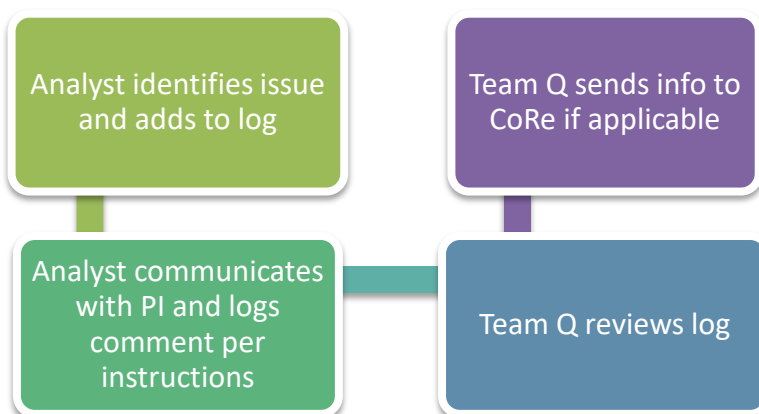 Analyst identifies issue
and adds to log
Team Q sends info to
CoRe if applicable
Analyst communicates
with PI and logs
comment per
instructions
Team Q reviews log